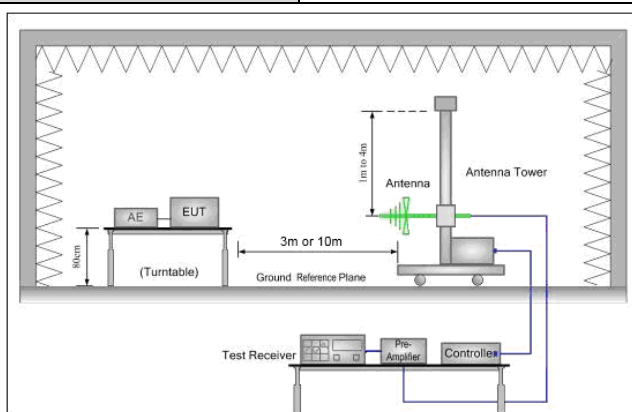 1m to 4m
Antenna
Antenna Tower
AE
EUT
80cm
(Turntable)
3m or 10m
Ground Reference Plane
Test Receiver
Pre-
Amplifier
Controller